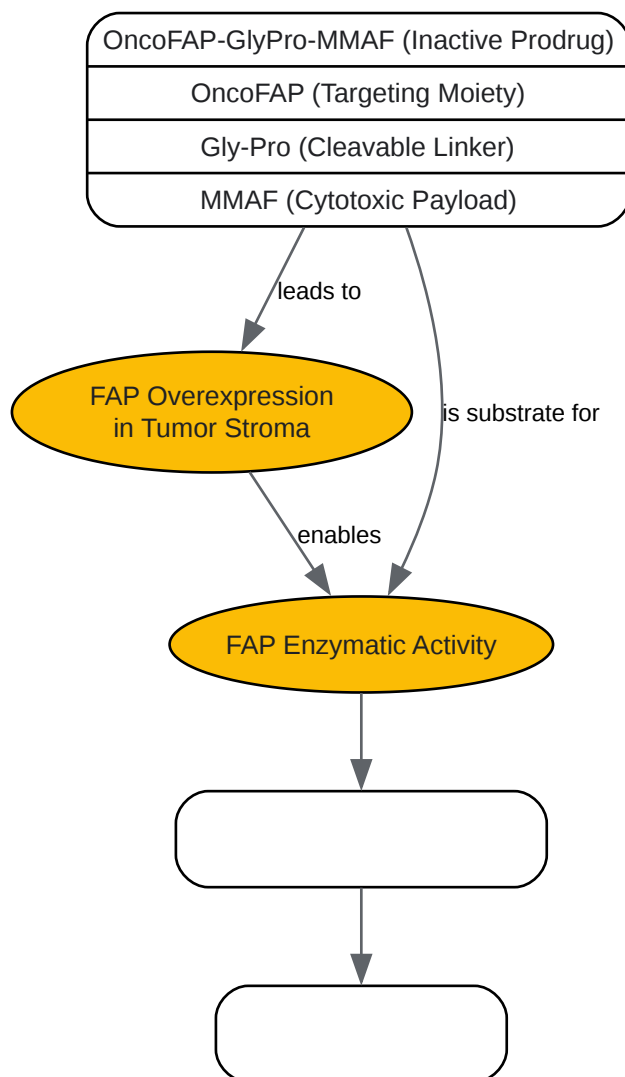 OncoFAP-GlyPro-MMAF (Inactive Prodrug)
OncoFAP (Targeting Moiety)
Gly-Pro (Cleavable Linker)
MMAF (Cytotoxic Payload)
leads to
FAP Overexpression
in Tumor Stroma
is substrate for
enables
FAP Enzymatic Activity